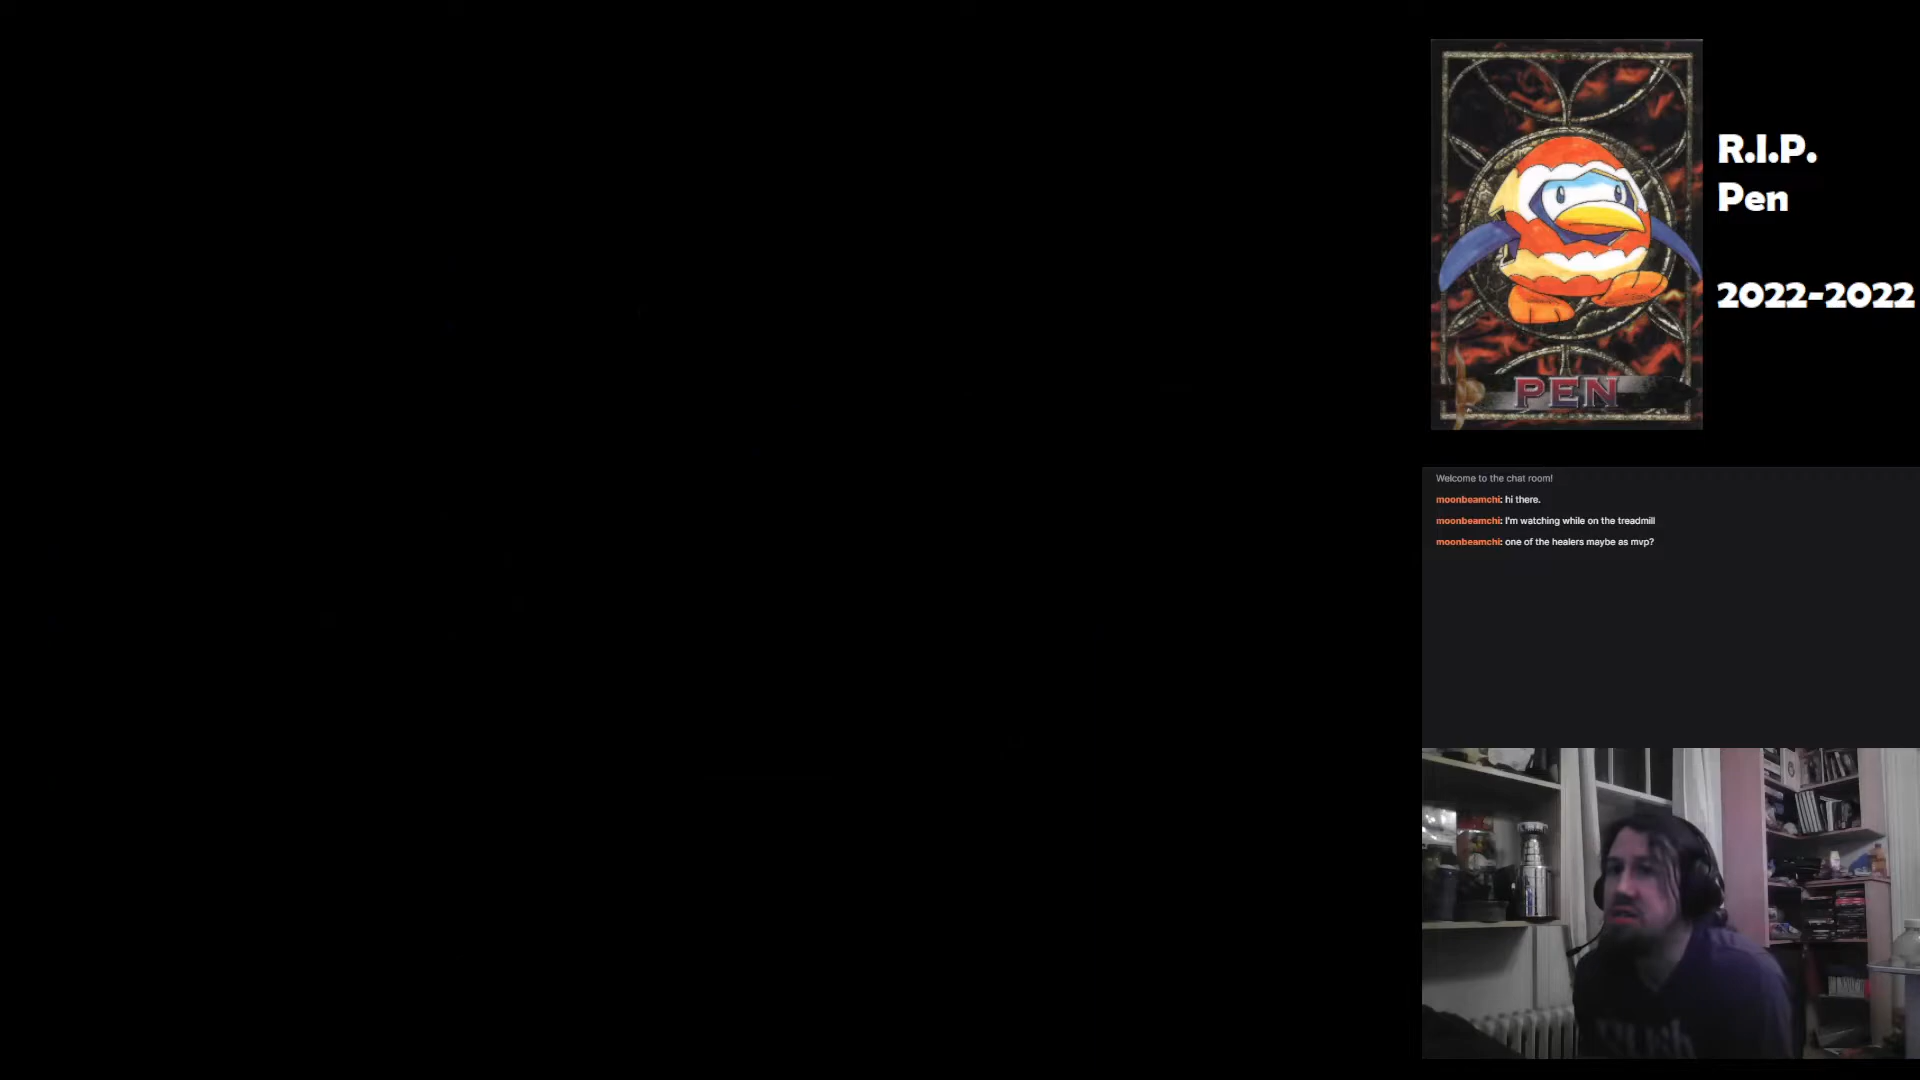 R.I.P.
Pen
2022-2022
PEN
Welcome to the chat room!
moonbeamchi: hi there.
moonbeamchi: I'm watching while on the treadmill
moonbeamchi: one of the healers maybe as mvp?